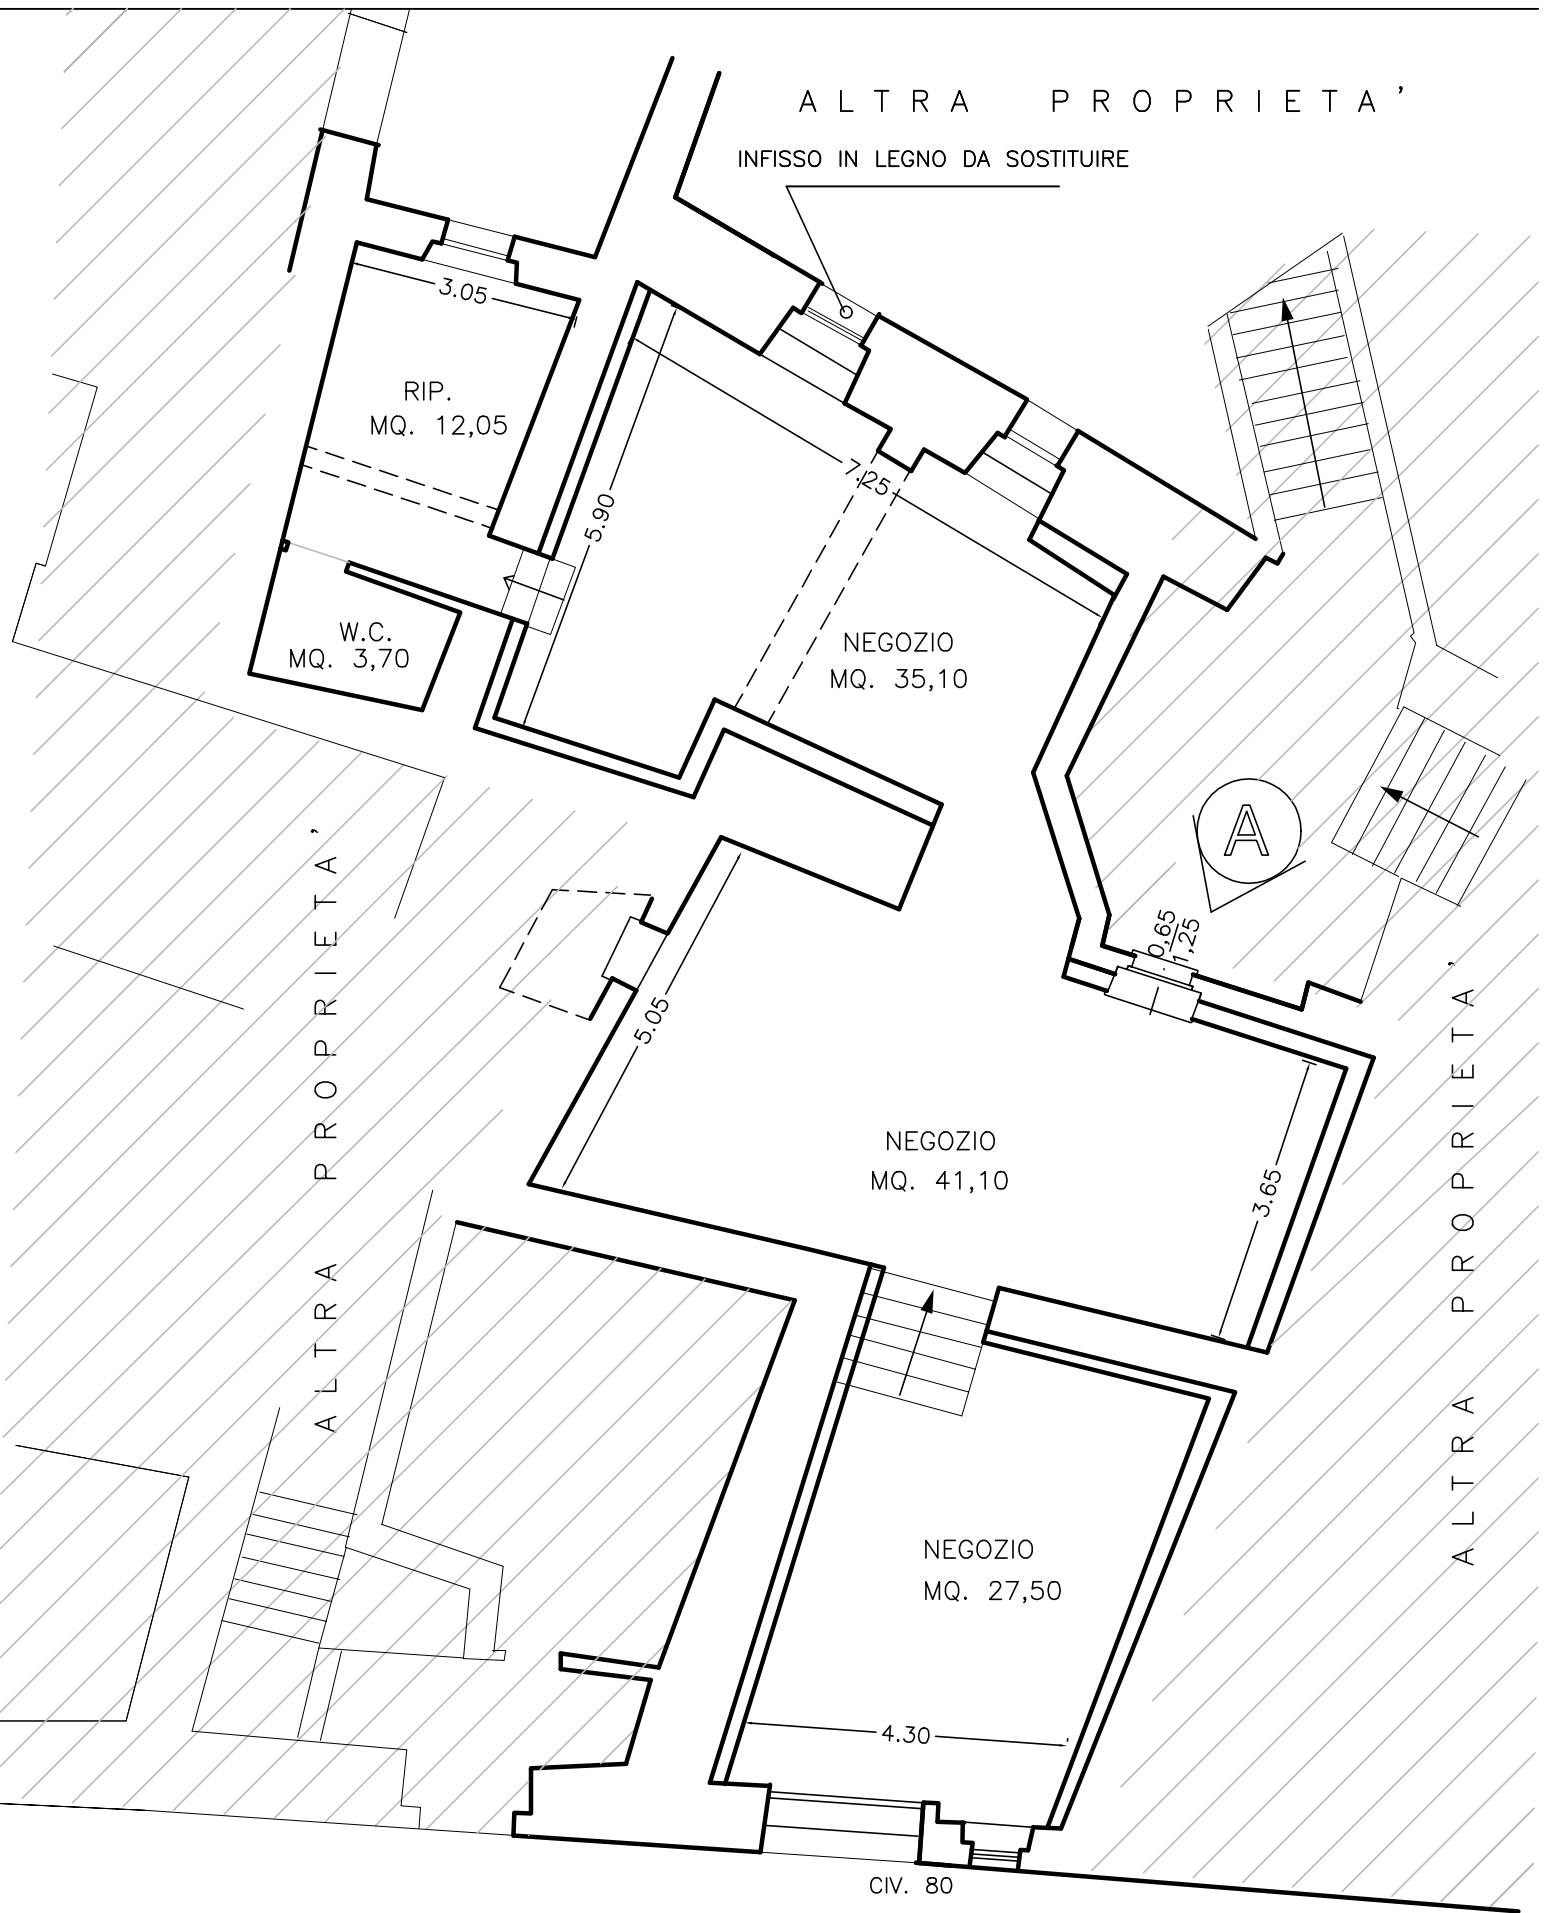 ALTRA PROPRIETA'
INFISSO IN LEGNO DA SOSTITUIRE
3.05
RIP.
MQ. 12,05
7.25
5.90
W.C.
MQ. 3,70
NEGOZIO
MQ. 35,10
A
0,65
1,25
ALTRA PROPRIETA'
5.05
NEGOZIO
MQ. 41,10
3.65
ALTRA PROPRIETA'
NEGOZIO
MQ. 27,50
4.30
CIV. 80